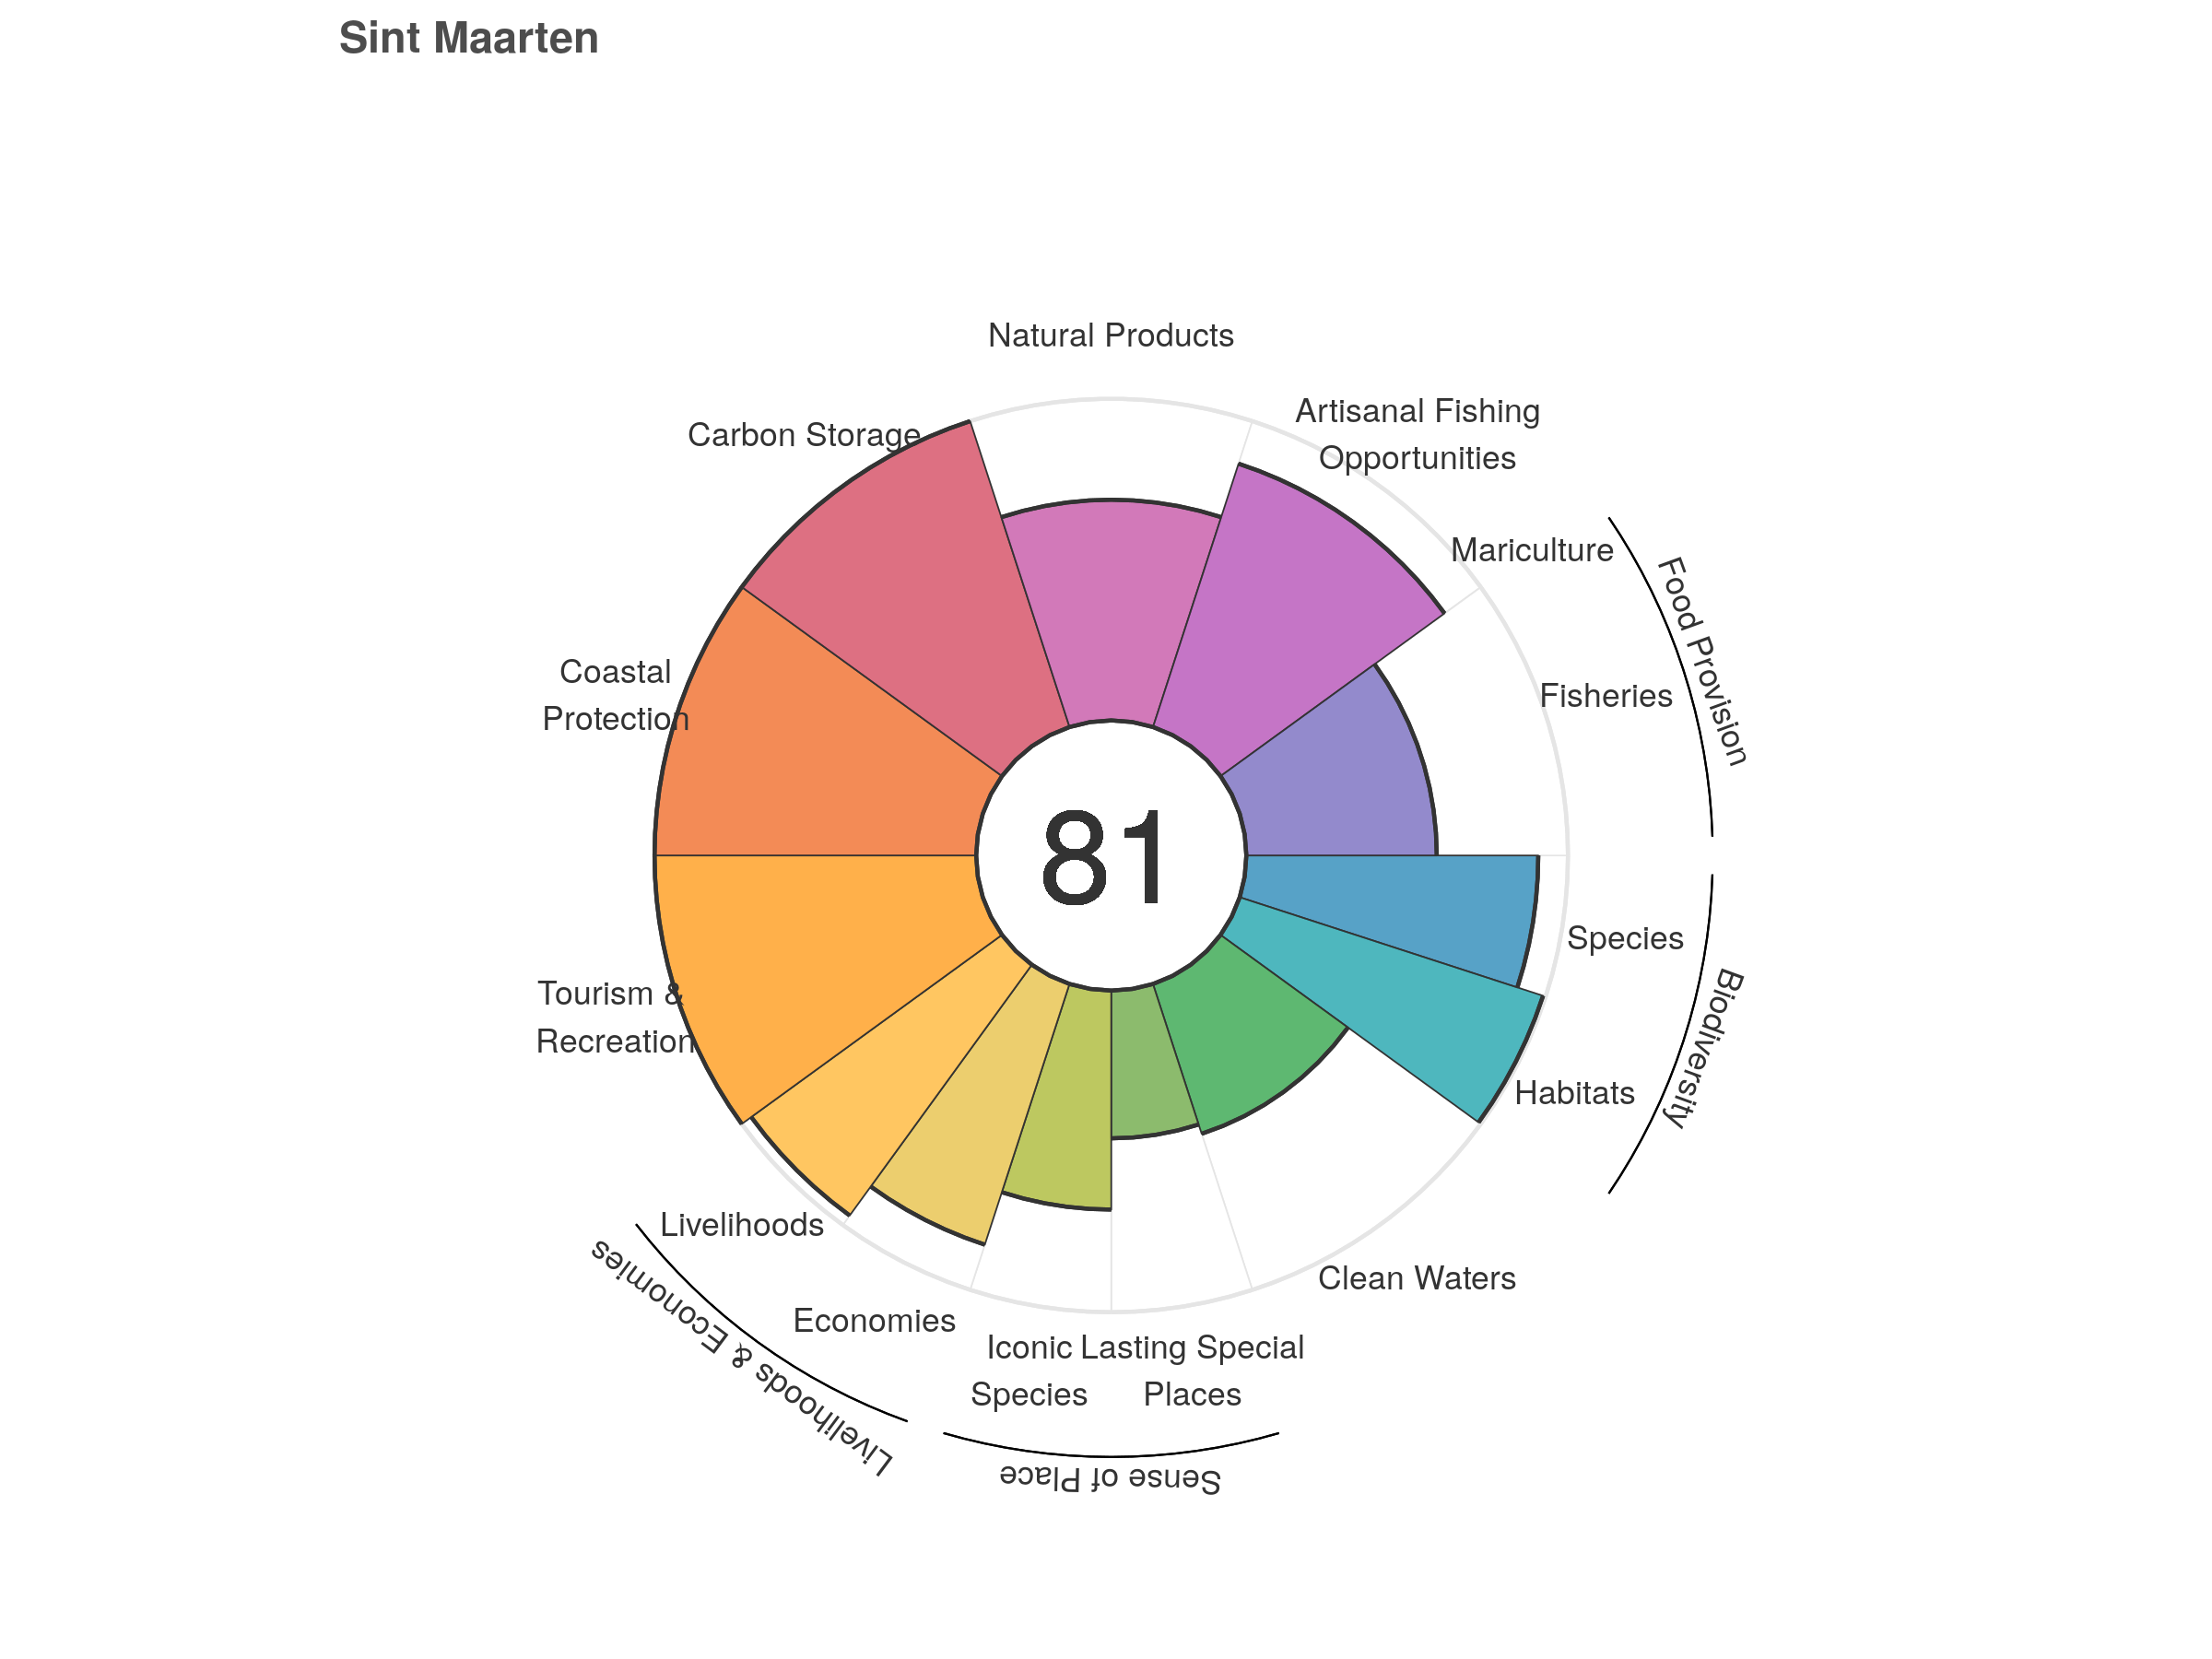 Sint Maarten
Natural Products
Artisanal Fishing
Opportunities
Carbon Storage
Mariculture
Food Provision
Coastal
Protection
Fisheries
81
Species
Biodiversity
Tourism &
Recreation
Habitats
Livelihoods
Clean Waters
Economies
Livelihoods & Economies
Iconic
Species
Lasting Special
Places
Sense of Place